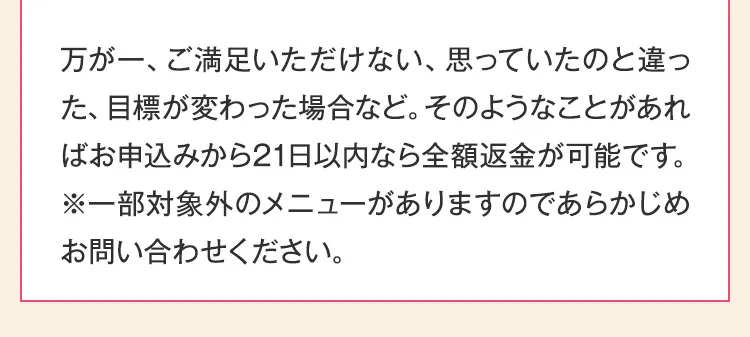 万が一、ご満足いただけない、思っていたのと違っ
た、目標が変わった場合など。そのようなことがあれ
ばお申込みから21日以内なら全額返金が可能です。
※一部対象外のメニューがありますのであらかじめ
お問い合わせください。